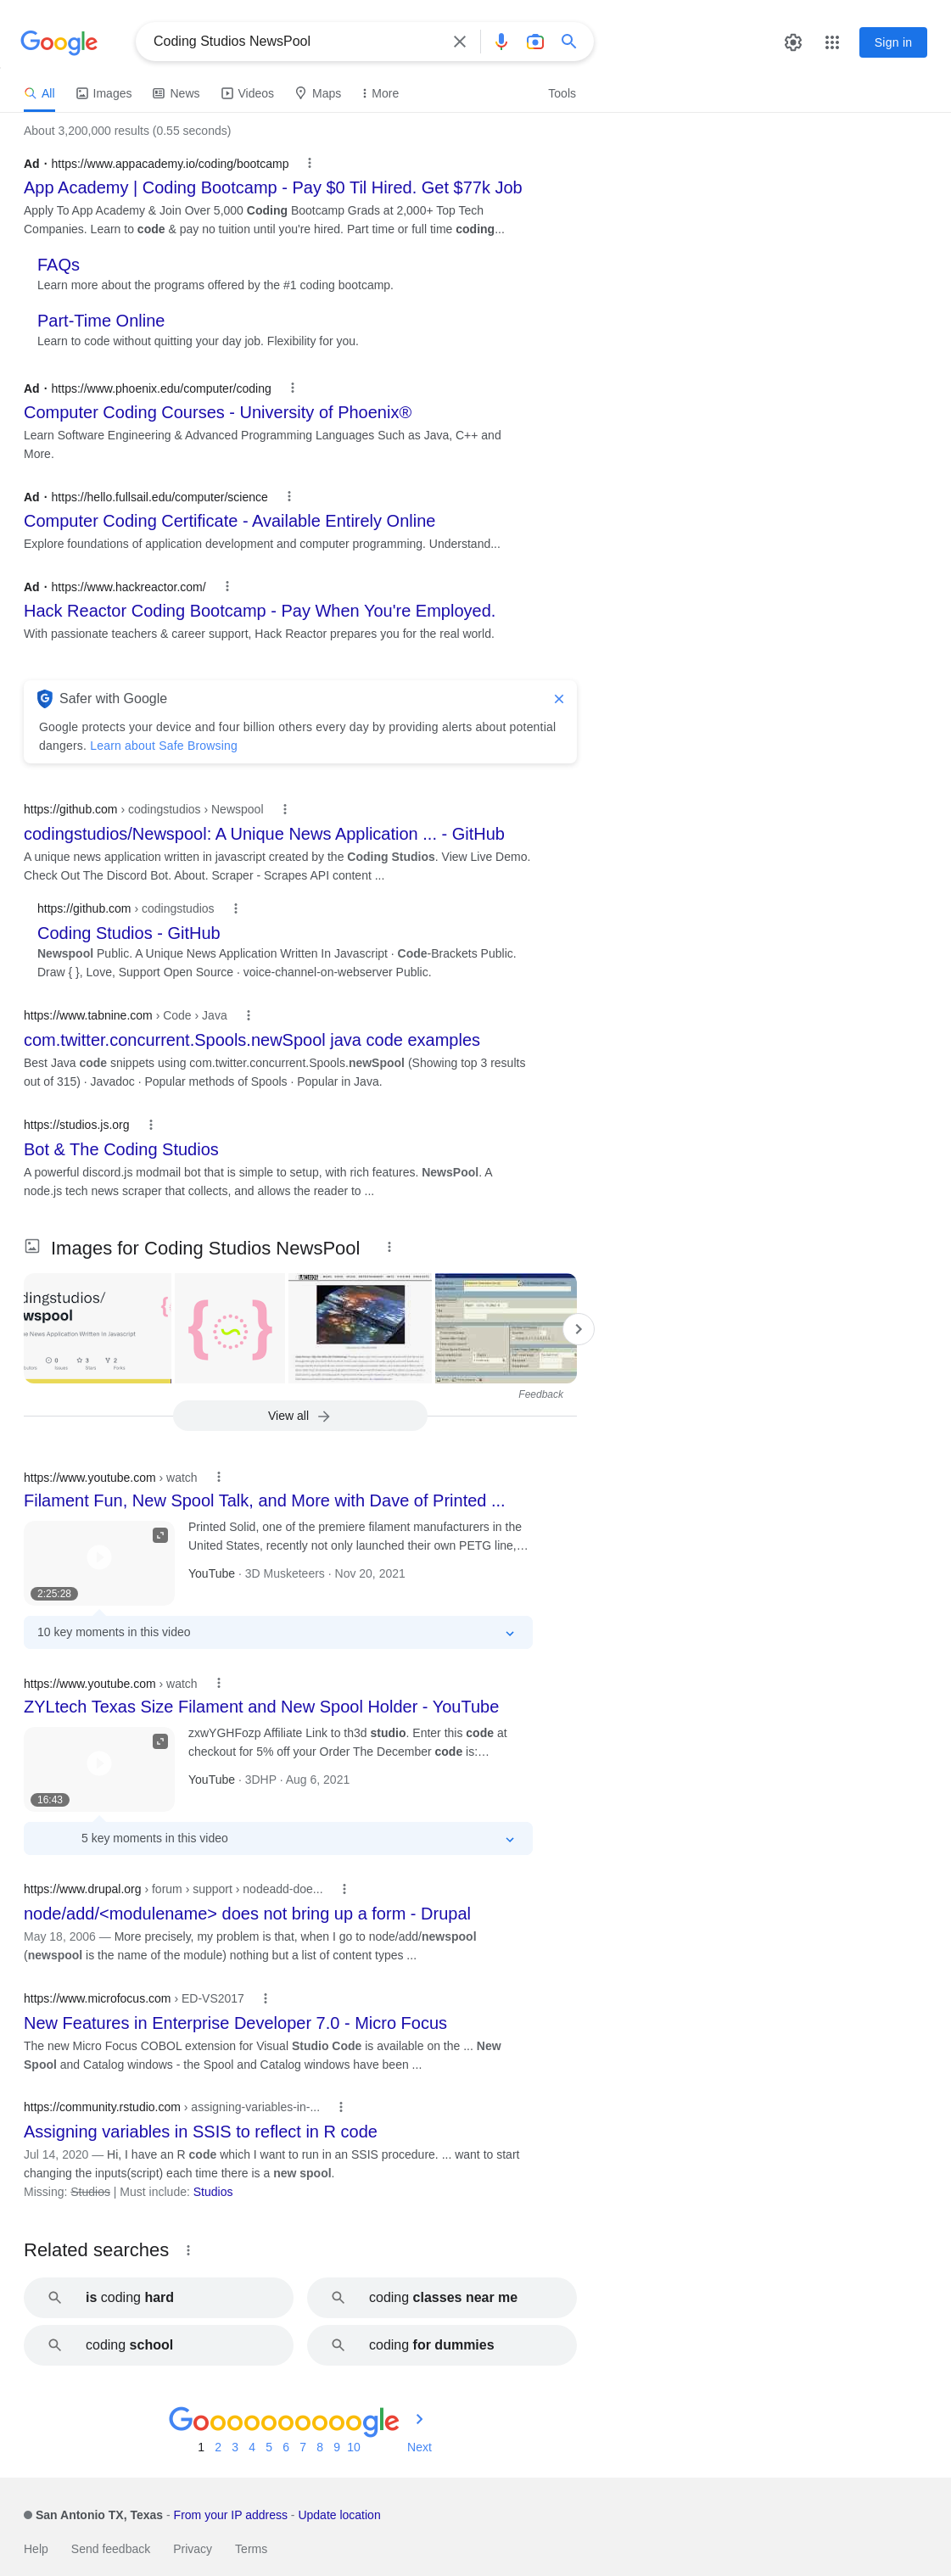 Google
Coding Studios NewsPool
Sign in
All Images News Videos Maps More Tools
About 3,200,000 results (0.55 seconds)
Ad · https://www.appacademy.io/coding/bootcamp
App Academy | Coding Bootcamp - Pay $0 Til Hired. Get $77k Job
Apply To App Academy & Join Over 5,000 Coding Bootcamp Grads at 2,000+ Top Tech
Companies. Learn to code & pay no tuition until you're hired. Part time or full time coding...
FAQs
Learn more about the programs offered by the #1 coding bootcamp.
Part-Time Online
Learn to code without quitting your day job. Flexibility for you.
Ad · https://www.phoenix.edu/computer/coding
Computer Coding Courses - University of Phoenix®
Learn Software Engineering & Advanced Programming Languages Such as Java, C++ and
More.
Ad · https://hello.fullsail.edu/computer/science
Computer Coding Certificate - Available Entirely Online
Explore foundations of application development and computer programming. Understand...
Ad · https://www.hackreactor.com/
Hack Reactor Coding Bootcamp - Pay When You're Employed.
With passionate teachers & career support, Hack Reactor prepares you for the real world.
Safer with Google
Google protects your device and four billion others every day by providing alerts about potential
dangers. Learn about Safe Browsing
https://github.com › codingstudios › Newspool
codingstudios/Newspool: A Unique News Application ... - GitHub
A unique news application written in javascript created by the Coding Studios. View Live Demo.
Check Out The Discord Bot. About. Scraper - Scrapes API content ...
https://github.com › codingstudios
Coding Studios - GitHub
Newspool Public. A Unique News Application Written In Javascript · Code-Brackets Public.
Draw { }, Love, Support Open Source · voice-channel-on-webserver Public.
https://www.tabnine.com › Code › Java
com.twitter.concurrent.Spools.newSpool java code examples
Best Java code snippets using com.twitter.concurrent.Spools.newSpool (Showing top 3 results
out of 315) · Javadoc · Popular methods of Spools · Popular in Java.
https://studios.js.org
Bot & The Coding Studios
A powerful discord.js modmail bot that is simple to setup, with rich features. NewsPool. A
node.js tech news scraper that collects, and allows the reader to ...
Images for Coding Studios NewsPool
dingstudios/
wspool
e News Application Written In Javascript
0 3 2
Issues Stars Forks
Feedback
View all
https://www.youtube.com › watch
Filament Fun, New Spool Talk, and More with Dave of Printed ...
Printed Solid, one of the premiere filament manufacturers in the
United States, recently not only launched their own PETG line,…
2:25:28
YouTube · 3D Musketeers · Nov 20, 2021
10 key moments in this video
https://www.youtube.com › watch
ZYLtech Texas Size Filament and New Spool Holder - YouTube
zxwYGHFozp Affiliate Link to th3d studio. Enter this code at
checkout for 5% off your Order The December code is:…
16:43
YouTube · 3DHP · Aug 6, 2021
5 key moments in this video
https://www.drupal.org › forum › support › nodeadd-doe...
node/add/<modulename> does not bring up a form - Drupal
May 18, 2006 — More precisely, my problem is that, when I go to node/add/newspool
(newspool is the name of the module) nothing but a list of content types ...
https://www.microfocus.com › ED-VS2017
New Features in Enterprise Developer 7.0 - Micro Focus
The new Micro Focus COBOL extension for Visual Studio Code is available on the ... New
Spool and Catalog windows - the Spool and Catalog windows have been ...
https://community.rstudio.com › assigning-variables-in-...
Assigning variables in SSIS to reflect in R code
Jul 14, 2020 — Hi, I have an R code which I want to run in an SSIS procedure. ... want to start
changing the inputs(script) each time there is a new spool.
Missing: Studios | Must include: Studios
Related searches
is coding hard
coding classes near me
coding school
coding for dummies
Goooooooooogle
1 2 3 4 5 6 7 8 9 10 Next
San Antonio TX, Texas - From your IP address - Update location
Help Send feedback Privacy Terms